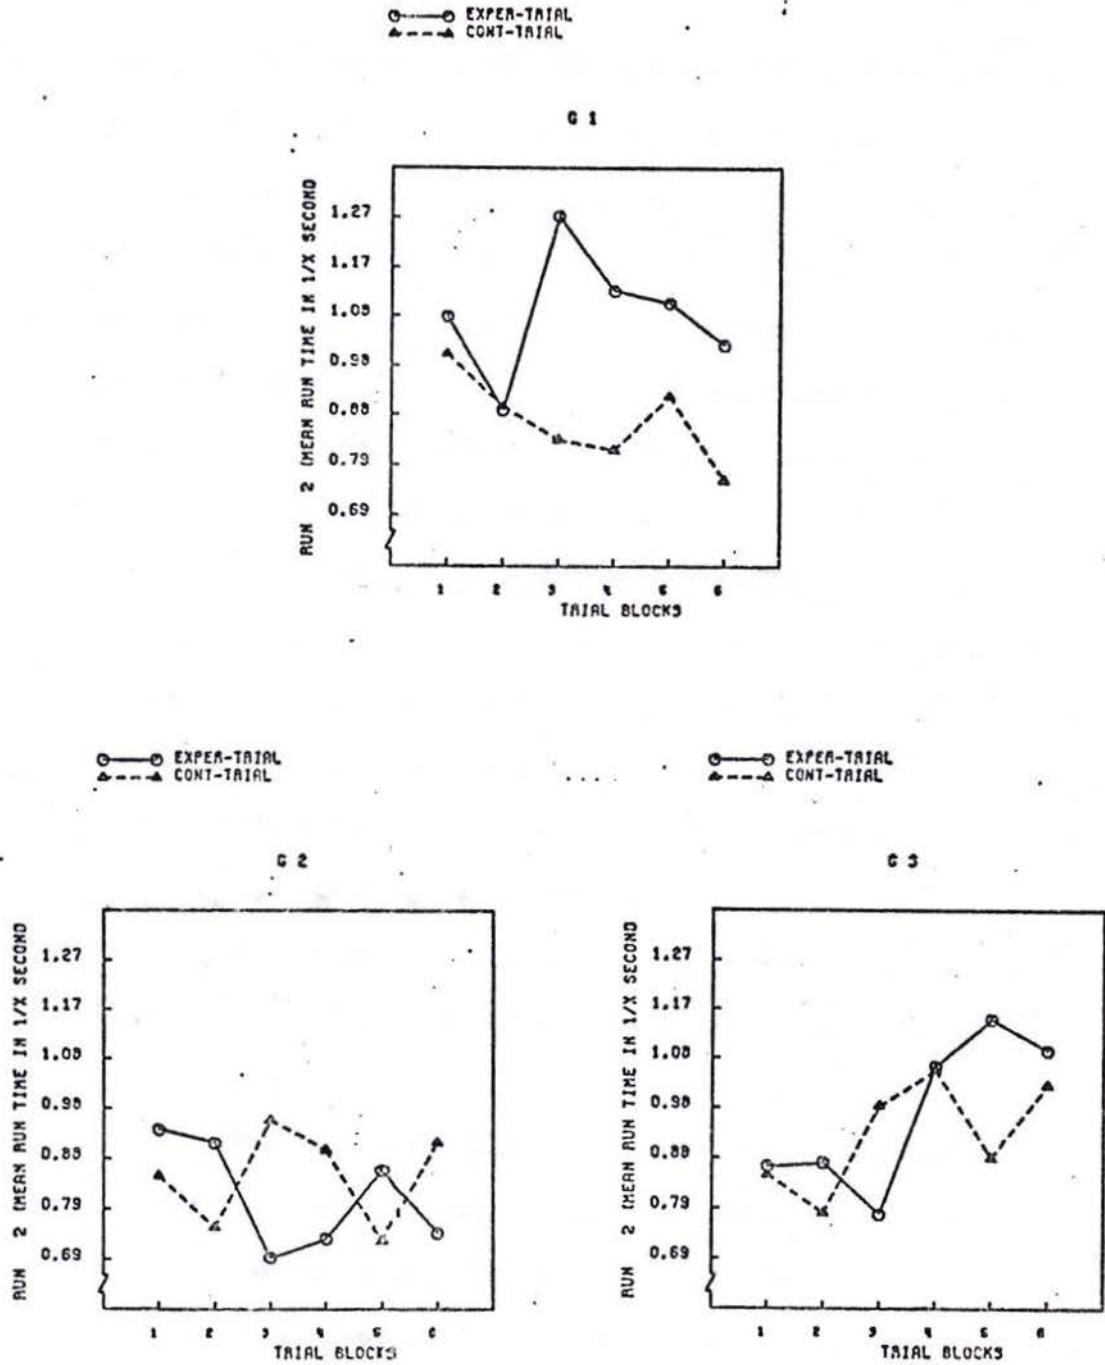 EXPER-TRIAL
CONT-TRIAL
G 1
RUN 2 (MEAN RUN TIME IN 1/X SECOND
1.27
1.17
1.08
0.98
0.88
0.79
0.69
1 2 3 4 5 6
TRIAL BLOCKS
EXPER-TRIAL
CONT-TRIAL
G 2
RUN 2 (MEAN RUN TIME IN 1/X SECOND
1.27
1.17
1.08
0.98
0.88
0.79
0.69
1 2 3 4 5 6
TRIAL BLOCKS
EXPER-TRIAL
CONT-TRIAL
G 3
RUN 2 (MEAN RUN TIME IN 1/X SECOND
1.27
1.17
1.08
0.98
0.88
0.79
0.69
1 2 3 4 5 6
TRIAL BLOCKS